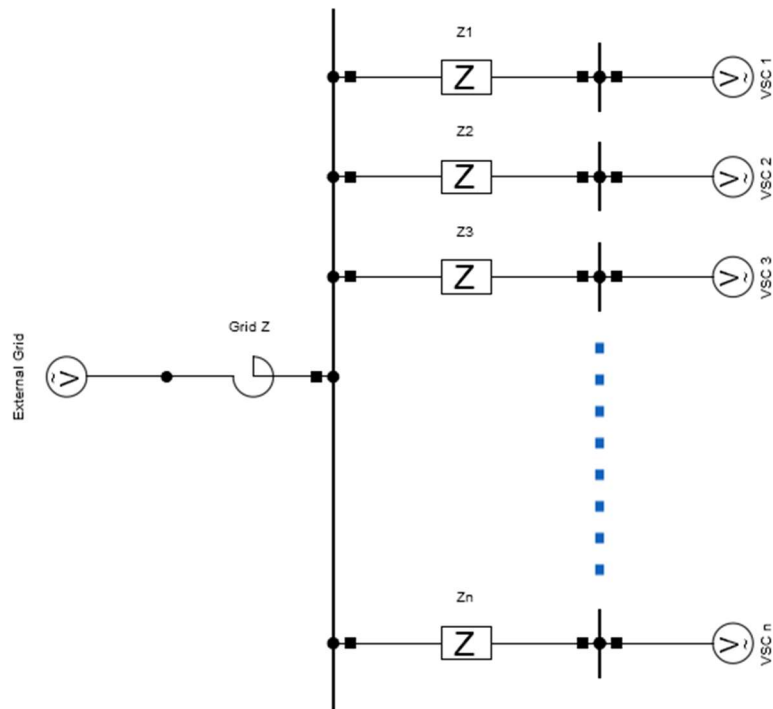 Z1
Z
VSC 1
Z2
Z
VSC 2
Z3
Z
VSC 3
Grid Z
External Grid
V
~
V
~
V
~
V
~
Zn
Z
V
~
VSC n